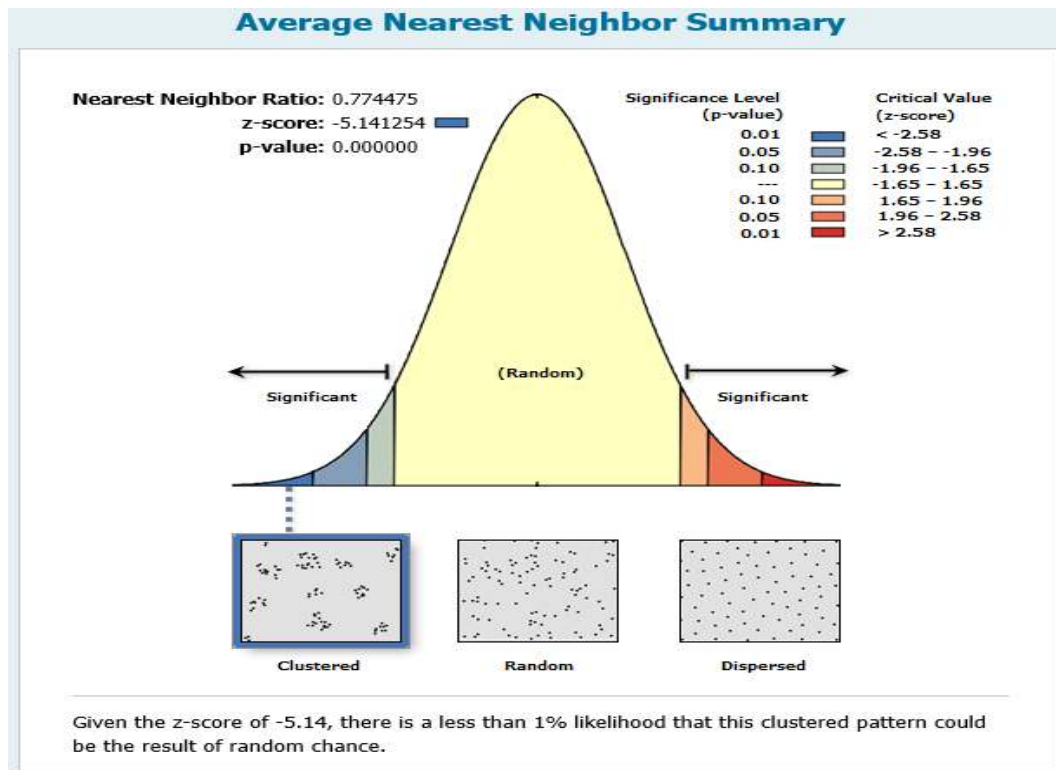 Average Nearest Neighbor Summary
Nearest Neighbor Ratio: 0.774475
z-score: -5.141254
p-value: 0.000000
Significance Level
(p-value)
Critical Value
(z-score)
0.01 < -2.58
0.05 -2.58 – -1.96
0.10 -1.96 – -1.65
--- -1.65 – 1.65
0.10 1.65 – 1.96
0.05 1.96 – 2.58
0.01 > 2.58
Significant
(Random)
Significant
Clustered
Random
Dispersed
Given the z-score of -5.14, there is a less than 1% likelihood that this clustered pattern could
be the result of random chance.